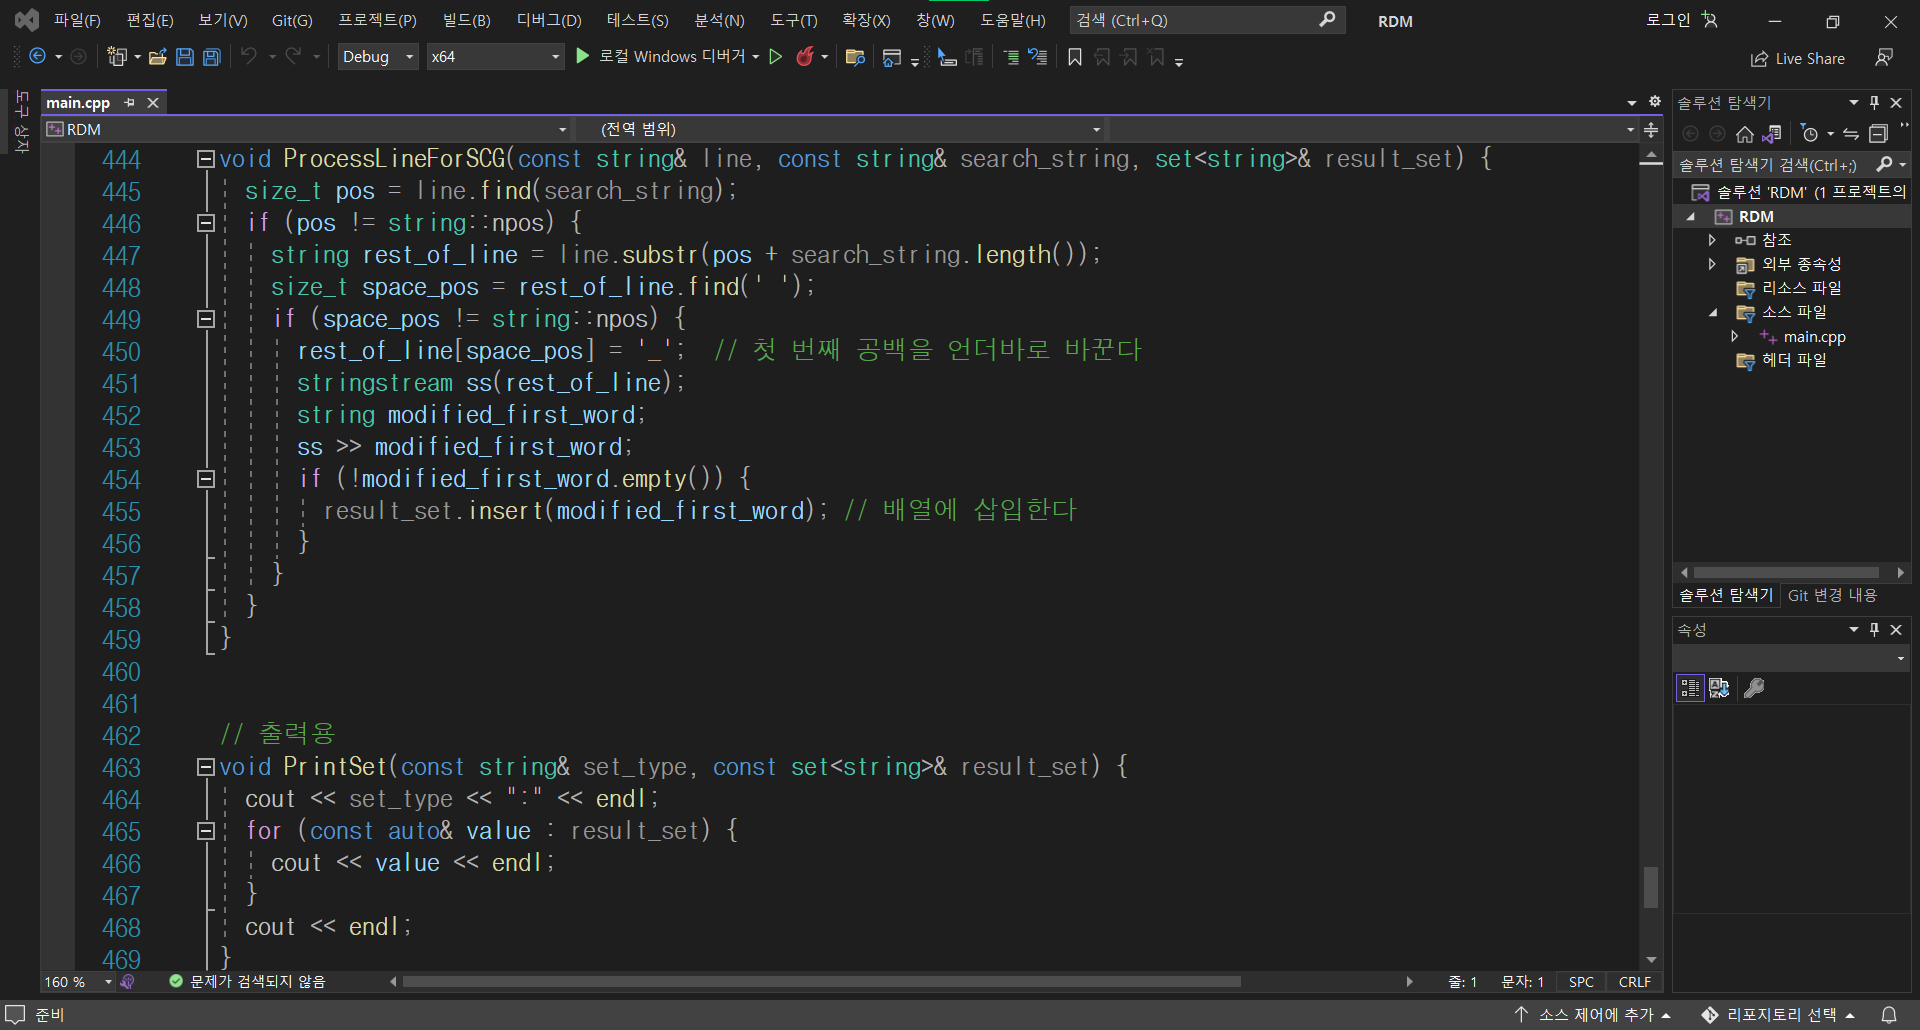 파일(F) 편집(E) 보기(V) Git(G) 프로젝트(P) 빌드(B) 디버그(D) 테스트(S) 분석(N) 도구(T) 확장(X) 창(W) 도움말(H) 검색 (Ctrl+Q) RDM 로그인
Debug x64 로컬 Windows 디버거 Live Share
도구 상자
main.cpp
RDM (전역 범위)
444 void ProcessLineForSCG(const string& line, const string& search_string, set<string>& result_set) {
445 size_t pos = line.find(search_string);
446 if (pos != string::npos) {
447 string rest_of_line = line.substr(pos + search_string.length());
448 size_t space_pos = rest_of_line.find(' ');
449 if (space_pos != string::npos) {
450 rest_of_line[space_pos] = '_'; // 첫 번째 공백을 언더바로 바꾼다
451 stringstream ss(rest_of_line);
452 string modified_first_word;
453 ss >> modified_first_word;
454 if (!modified_first_word.empty()) {
455 result_set.insert(modified_first_word); // 배열에 삽입한다
456 }
457 }
458 }
459 }
460
461
462 // 출력용
463 void PrintSet(const string& set_type, const set<string>& result_set) {
464 cout << set_type << ":" << endl;
465 for (const auto& value : result_set) {
466 cout << value << endl;
467 }
468 cout << endl;
469 }
160 % 문제가 검색되지 않음 줄: 1 문자: 1 SPC CRLF
솔루션 탐색기
솔루션 탐색기 검색(Ctrl+;)
솔루션 'RDM' (1 프로젝트의
RDM
참조
외부 종속성
리소스 파일
소스 파일
main.cpp
헤더 파일
솔루션 탐색기 Git 변경 내용
속성
준비 소스 제어에 추가 리포지토리 선택